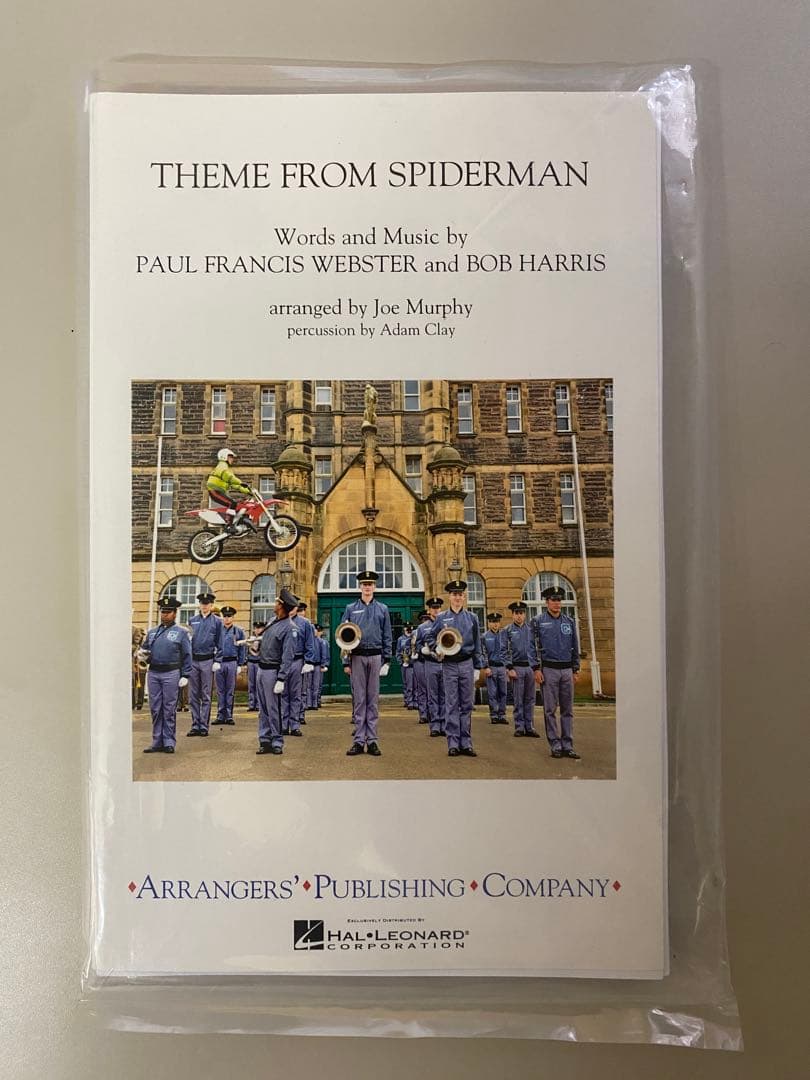 THEME FROM SPIDERMAN
Words and Music by
PAUL FRANCIS WEBSTER and BOB HARRIS
arranged by Joe Murphy
percussion by Adam Clay
♦ARRANGERS'♦PUBLISHING♦COMPANY♦
EXCLUSIVELY DISTRIBUTED BY
HAL•LEONARD®
CORPORATION